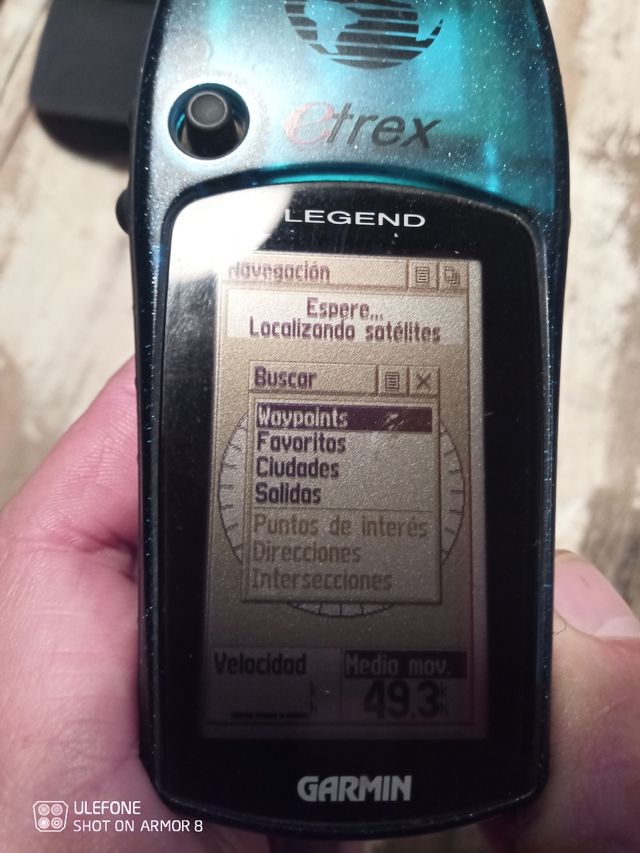 etrex
LEGEND
Navegación
Espere...
Localizando satélites
Buscar
Waypoints
Favoritos
Ciudades
Salidas
Puntos de interés
Direcciones
Intersecciones
Velocidad
Media mov.
49.3
GARMIN
ULEFONE
SHOT ON ARMOR 8